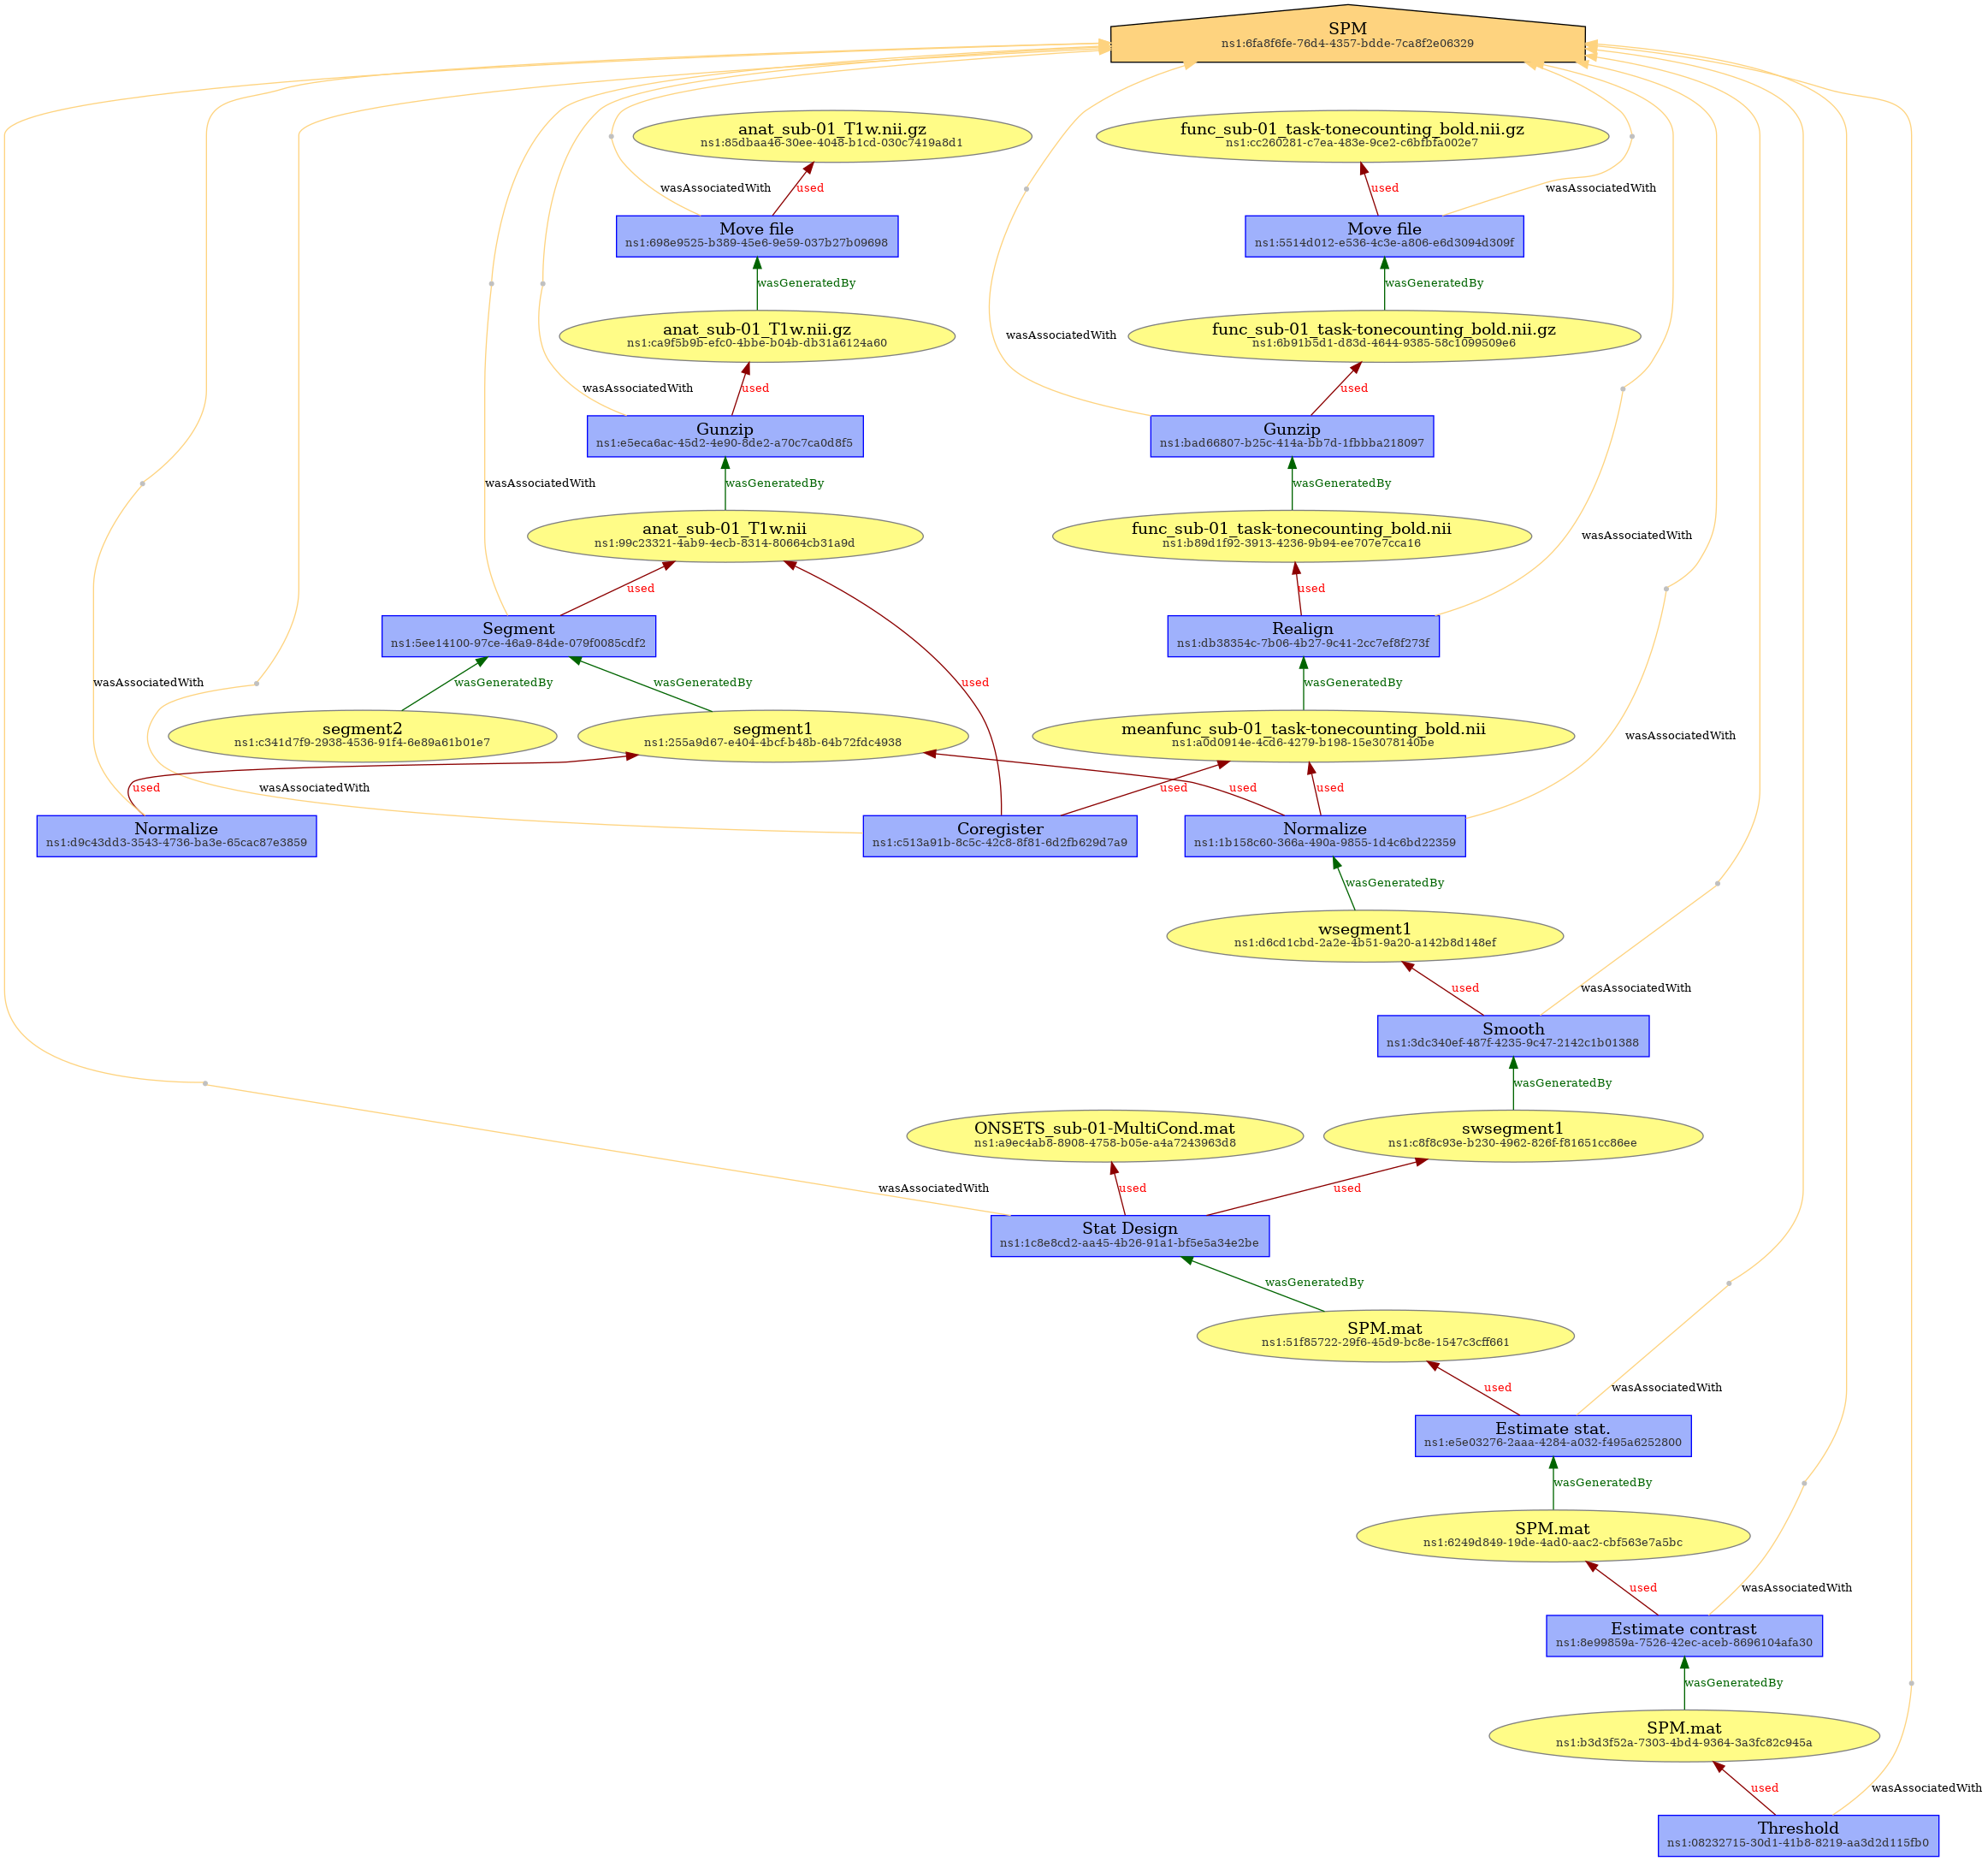 SPM
ns1:6fa8f6fe-76d4-4357-bdde-7ca8f2e06329
anat_sub-01_T1w.nii.gz
ns1:85dbaa46-30ee-4048-b1cd-030c7419a8d1
func_sub-01_task-tonecounting_bold.nii.gz
ns1:cc260281-c7ea-483e-9ce2-c6bfbfa002e7
wasAssociatedWith
used
used
wasAssociatedWith
Move file
ns1:698e9525-b389-45e6-9e59-037b27b09698
Move file
ns1:5514d012-e536-4c3e-a806-e6d3094d309f
wasGeneratedBy
wasGeneratedBy
anat_sub-01_T1w.nii.gz
ns1:ca9f5b9b-efc0-4bbe-b04b-db31a6124a60
wasAssociatedWith
func_sub-01_task-tonecounting_bold.nii.gz
ns1:6b91b5d1-d83d-4644-9385-58c1099509e6
wasAssociatedWith
used
used
Gunzip
ns1:e5eca6ac-45d2-4e90-8de2-a70c7ca0d8f5
Gunzip
ns1:bad66807-b25c-414a-bb7d-1fbbba218097
wasAssociatedWith
wasGeneratedBy
wasGeneratedBy
anat_sub-01_T1w.nii
ns1:99c23321-4ab9-4ecb-8314-80664cb31a9d
func_sub-01_task-tonecounting_bold.nii
ns1:b89d1f92-3913-4236-9b94-ee707e7cca16
wasAssociatedWith
used
used
Segment
ns1:5ee14100-97ce-46a9-84de-079f0085cdf2
Realign
ns1:db38354c-7b06-4b27-9c41-2cc7ef8f273f
wasAssociatedWith
wasGeneratedBy
wasGeneratedBy
used
wasGeneratedBy
segment2
ns1:c341d7f9-2938-4536-91f4-6e89a61b01e7
segment1
ns1:255a9d67-e404-4bcf-b48b-64b72fdc4938
meanfunc_sub-01_task-tonecounting_bold.nii
ns1:a0d0914e-4cd6-4279-b198-15e3078140be
wasAssociatedWith
used
wasAssociatedWith
used
used
used
Normalize
ns1:d9c43dd3-3543-4736-ba3e-65cac87e3859
Coregister
ns1:c513a91b-8c5c-42c8-8f81-6d2fb629d7a9
Normalize
ns1:1b158c60-366a-490a-9855-1d4c6bd22359
wasGeneratedBy
wsegment1
ns1:d6cd1cbd-2a2e-4b51-9a20-a142b8d148ef
used
wasAssociatedWith
Smooth
ns1:3dc340ef-487f-4235-9c47-2142c1b01388
wasGeneratedBy
ONSETS_sub-01-MultiCond.mat
ns1:a9ec4ab8-8908-4758-b05e-a4a7243963d8
swsegment1
ns1:c8f8c93e-b230-4962-826f-f81651cc86ee
wasAssociatedWith
used
used
Stat Design
ns1:1c8e8cd2-aa45-4b26-91a1-bf5e5a34e2be
wasGeneratedBy
SPM.mat
ns1:51f85722-29f6-45d9-bc8e-1547c3cff661
used
wasAssociatedWith
Estimate stat.
ns1:e5e03276-2aaa-4284-a032-f495a6252800
wasGeneratedBy
SPM.mat
ns1:6249d849-19de-4ad0-aac2-cbf563e7a5bc
used
wasAssociatedWith
Estimate contrast
ns1:8e99859a-7526-42ec-aceb-8696104afa30
wasGeneratedBy
SPM.mat
ns1:b3d3f52a-7303-4bd4-9364-3a3fc82c945a
used
wasAssociatedWith
Threshold
ns1:08232715-30d1-41b8-8219-aa3d2d115fb0